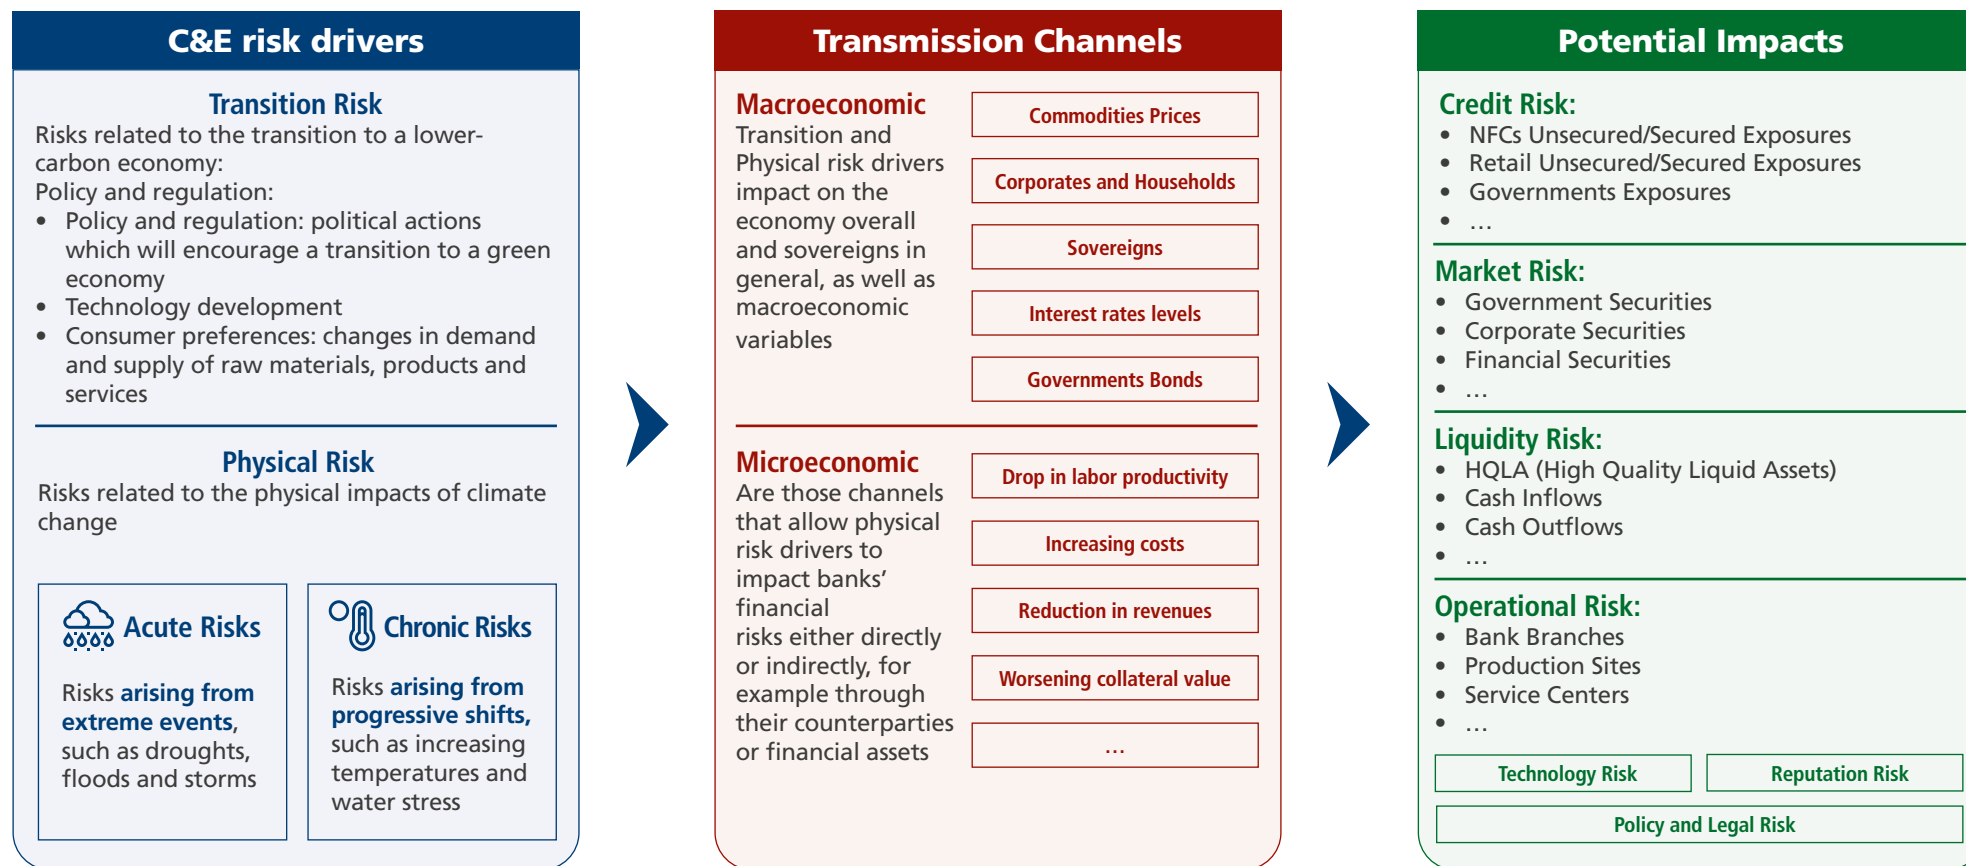 C&E risk drivers
Transition Risk
Risks related to the transition to a lower-
carbon economy:
Policy and regulation:
• Policy and regulation: political actions
which will encourage a transition to a green
economy
• Technology development
• Consumer preferences: changes in demand
and supply of raw materials, products and
services
Physical Risk
Risks related to the physical impacts of climate
change
Acute Risks
Risks arising from
extreme events,
such as droughts,
floods and storms
Chronic Risks
Risks arising from
progressive shifts,
such as increasing
temperatures and
water stress
Transmission Channels
Macroeconomic
Transition and
Physical risk drivers
impact on the
economy overall
and sovereigns in
general, as well as
macroeconomic
variables
Commodities Prices
Corporates and Households
Sovereigns
Interest rates levels
Governments Bonds
Microeconomic
Are those channels
that allow physical
risk drivers to
impact banks’
financial
risks either directly
or indirectly, for
example through
their counterparties
or financial assets
Drop in labor productivity
Increasing costs
Reduction in revenues
Worsening collateral value
…
Potential Impacts
Credit Risk:
• NFCs Unsecured/Secured Exposures
• Retail Unsecured/Secured Exposures
• Governments Exposures
• …
Market Risk:
• Government Securities
• Corporate Securities
• Financial Securities
• …
Liquidity Risk:
• HQLA (High Quality Liquid Assets)
• Cash Inflows
• Cash Outflows
• …
Operational Risk:
• Bank Branches
• Production Sites
• Service Centers
• …
Technology Risk
Reputation Risk
Policy and Legal Risk